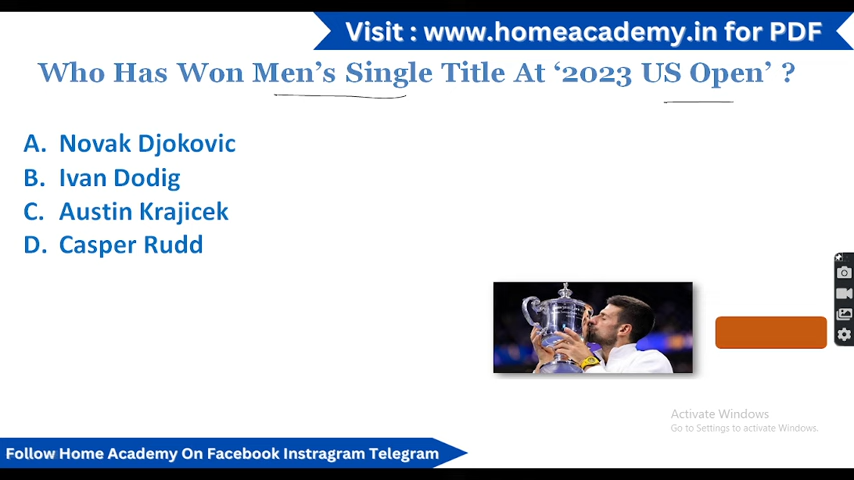 Visit : www.homeacademy.in for PDF
Who Has Won Men's Single Title At ‘2023 US Open’ ?
A. Novak Djokovic
B. Ivan Dodig
C. Austin Krajicek
D. Casper Rudd
Activate Windows
Go to Settings to activate Windows.
Follow Home Academy On Facebook Instragram Telegram